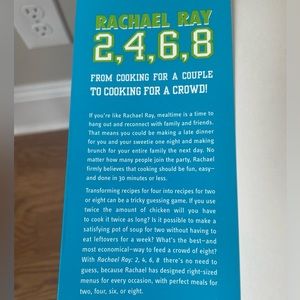 RACHAEL RAY
2,4,6,8
FROM COOKING FOR A COUPLE
TO COOKING FOR A CROWD!
If you're like Rachael Ray, mealtime is a time to
hang out and reconnect with family and friends.
That means you could be making a late dinner
for you and your sweetie one night and making
brunch for your entire family the next day. No
matter how many people join the party, Rachael
firmly believes that cooking should be fun, easy—
and done in 30 minutes or less.
Transforming recipes for four into recipes for two
or eight can be a tricky guessing game. If you use
twice the amount of chicken will you have
to cook it twice as long? Is it possible to make a
satisfying pot of soup for two without having to
eat leftovers for a week? What's the best—and
most economical—way to feed a crowd of eight?
With Rachael Ray: 2, 4, 6, 8 there's no need to
guess, because Rachael has designed right-sized
menus for every occasion, with perfect meals for
two, four, six, or eight.